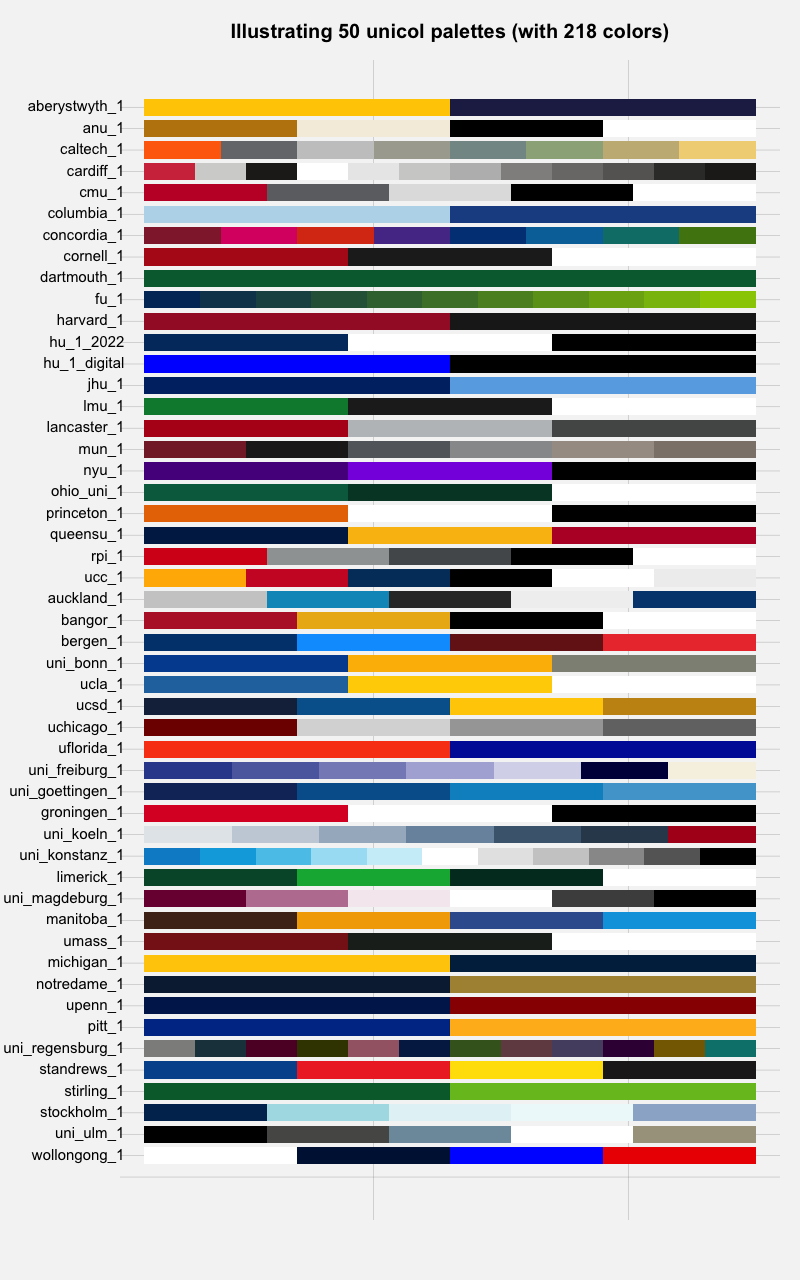 Illustrating 50 unicol palettes (with 218 colors)
aberystwyth_1
anu_1
caltech_1
cardiff_1
cmu_1
columbia_1
concordia_1
cornell_1
dartmouth_1
fu_1
harvard_1
hu_1_2022
hu_1_digital
jhu_1
lmu_1
lancaster_1
mun_1
nyu_1
ohio_uni_1
princeton_1
queensu_1
rpi_1
ucc_1
auckland_1
bangor_1
bergen_1
uni_bonn_1
ucla_1
ucsd_1
uchicago_1
uflorida_1
uni_freiburg_1
uni_goettingen_1
groningen_1
uni_koeln_1
uni_konstanz_1
limerick_1
uni_magdeburg_1
manitoba_1
umass_1
michigan_1
notredame_1
upenn_1
pitt_1
uni_regensburg_1
standrews_1
stirling_1
stockholm_1
uni_ulm_1
wollongong_1